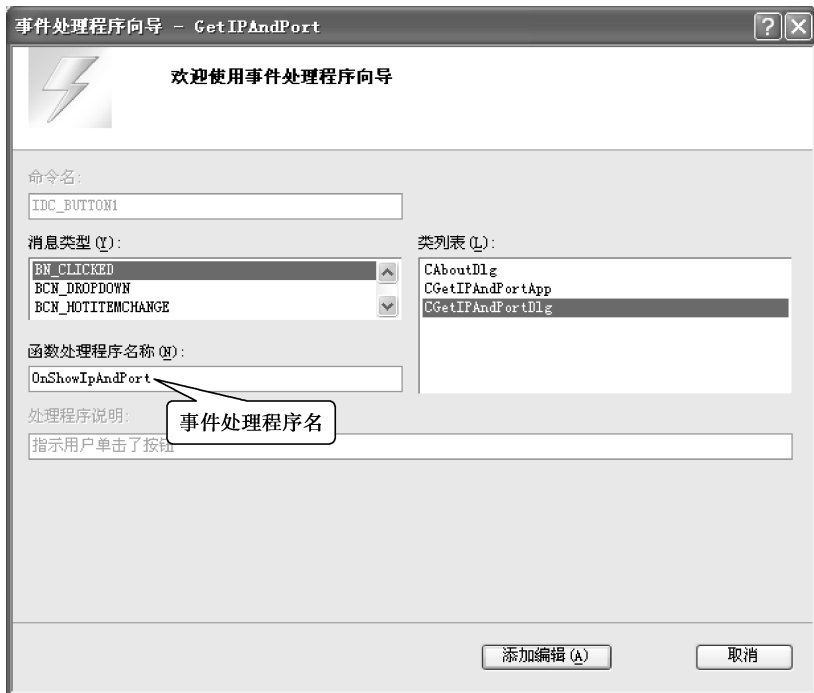 事件处理程序向导 - GetIPAndPort
欢迎使用事件处理程序向导
命令名:
IDC_BUTTON1
消息类型(Y):
类列表(L):
BN_CLICKED
BCN_DROPDOWN
BCN_HOTITEMCHANGE
CAboutDlg
CGetIPAndPortApp
CGetIPAndPortDlg
函数处理程序名称(N):
OnShowIpAndPort
事件处理程序名
处理程序说明:
指示用户单击了按钮
添加编辑(A)
取消